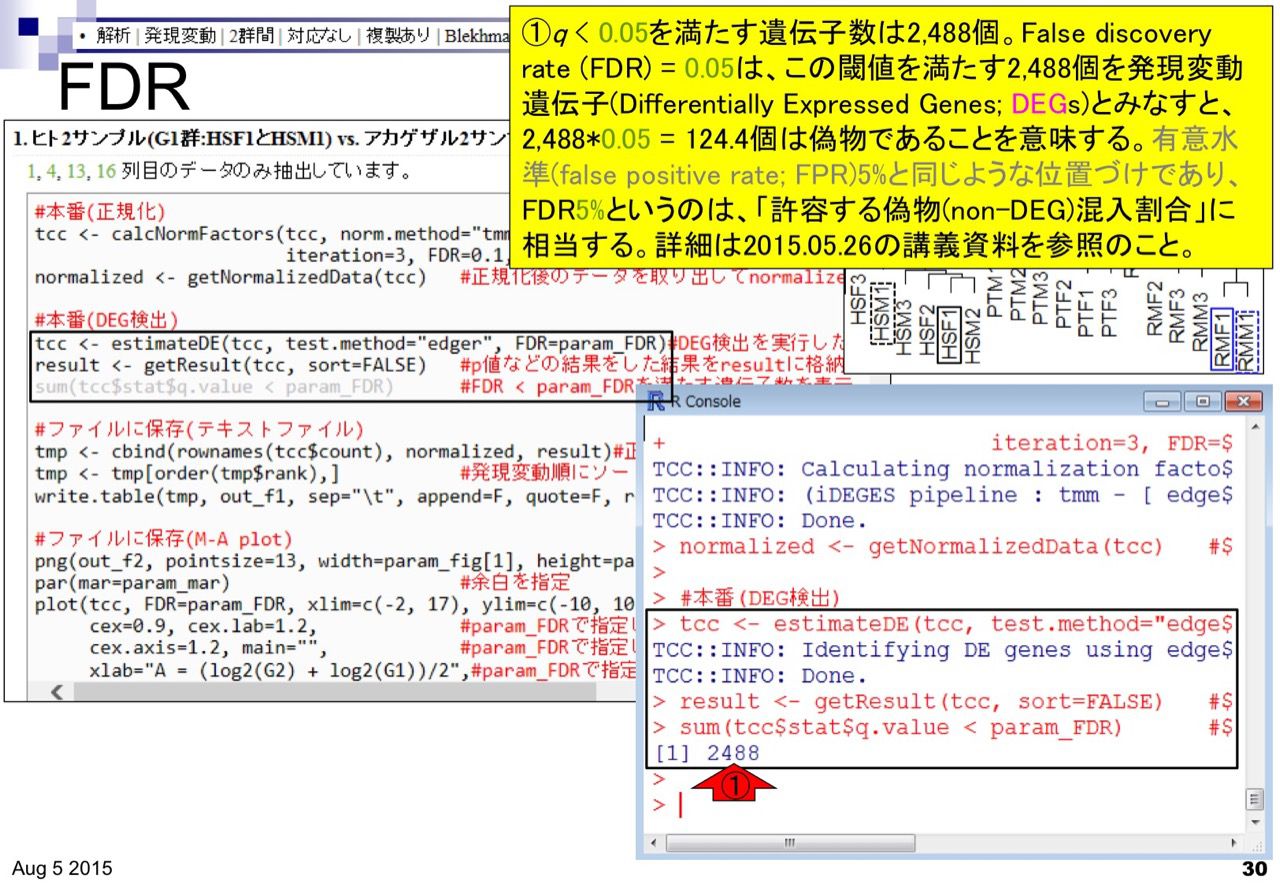 • 解析 | 発現変動 | 2群間 | 対応なし | 複製あり | Blekhma
FDR
①q < 0.05を満たす遺伝子数は2,488個。False discovery
rate (FDR) = 0.05は、この閾値を満たす2,488個を発現変動
遺伝子(Differentially Expressed Genes; DEGs)とみなすと、
2,488*0.05 = 124.4個は偽物であることを意味する。有意水
準(false positive rate; FPR)5%と同じような位置づけであり、
FDR5%というのは、「許容する偽物(non-DEG)混入割合」に
相当する。詳細は2015.05.26の講義資料を参照のこと。
1. ヒト2サンプル(G1群:HSF1とHSM1) vs. アカゲザル2サン
1, 4, 13, 16 列目のデータのみ抽出しています。
#本番(正規化)
tcc <- calcNormFactors(tcc, norm.method="tmm
iteration=3, FDR=0.1,
normalized <- getNormalizedData(tcc) #正規化後のデータを取り出してnormalize
#本番(DEG検出)
tcc <- estimateDE(tcc, test.method="edger", FDR=param_FDR)#DEG検出を実行した
result <- getResult(tcc, sort=FALSE) #p値などの結果をした結果をresultに格納
sum(tcc$stat$q.value < param_FDR) #FDR < param_FDRを満たす遺伝子数を表示
#ファイルに保存(テキストファイル)
tmp <- cbind(rownames(tcc$count), normalized, result)#正
tmp <- tmp[order(tmp$rank),] #発現変動順にソー
write.table(tmp, out_f1, sep="\t", append=F, quote=F, r
#ファイルに保存(M-A plot)
png(out_f2, pointsize=13, width=param_fig[1], height=pa
par(mar=param_mar) #余白を指定
plot(tcc, FDR=param_FDR, xlim=c(-2, 17), ylim=c(-10, 10
cex=0.9, cex.lab=1.2, #param_FDRで指定し
cex.axis=1.2, main="", #param_FDRで指定し
xlab="A = (log2(G2) + log2(G1))/2",#param_FDRで指定
HSF3
HSM1
HSM3
HSF2
HSF1
HSM2
PTM1
PTM2
PTM3
PTF2
PTF1
PTF3
RMF2
RMF3
RMM3
RMF1
RMM1
R Console
+ iteration=3, FDR=$
TCC::INFO: Calculating normalization facto$
TCC::INFO: (iDEGES pipeline : tmm - [ edge$
TCC::INFO: Done.
> normalized <- getNormalizedData(tcc) #$
>
> #本番(DEG検出)
> tcc <- estimateDE(tcc, test.method="edge$
TCC::INFO: Identifying DE genes using edge$
TCC::INFO: Done.
> result <- getResult(tcc, sort=FALSE) #$
> sum(tcc$stat$q.value < param_FDR) #$
[1] 2488
>
>
①
Aug 5 2015
30